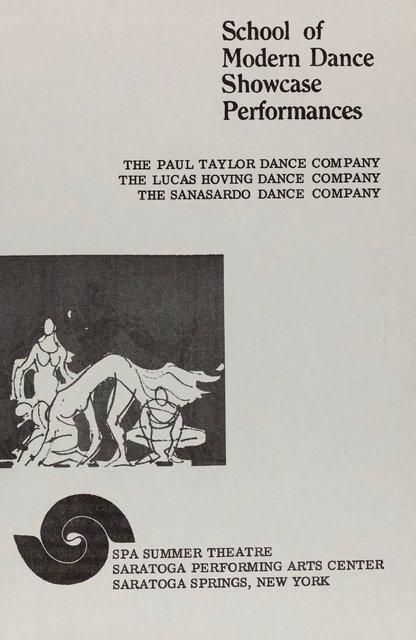 School of
Modern Dance
Showcase
Performances
THE PAUL TAYLOR DANCE COMPANY
THE LUCAS HOVING DANCE COMPANY
THE SANASARDO DANCE COMPANY
SPA SUMMER THEATRE
SARATOGA PERFORMING ARTS CENTER
SARATOGA SPRINGS, NEW YORK